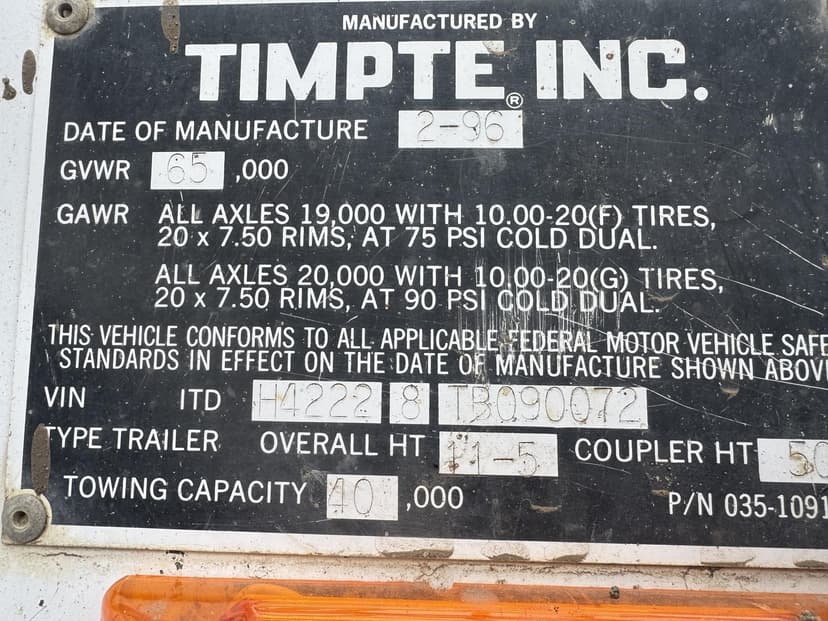 MANUFACTURED BY
TIMPTE® INC.
DATE OF MANUFACTURE 2-96
GVWR 65 ,000
GAWR ALL AXLES 19,000 WITH 10.00-20(F) TIRES,
20 x 7.50 RIMS, AT 75 PSI COLD DUAL.
ALL AXLES 20,000 WITH 10.00-20(G) TIRES,
20 x 7.50 RIMS, AT 90 PSI COLD DUAL.
THIS VEHICLE CONFORMS TO ALL APPLICABLE FEDERAL MOTOR VEHICLE SAFE
STANDARDS IN EFFECT ON THE DATE OF MANUFACTURE SHOWN ABOV
VIN 1TD H4222 8 TB090072
TYPE TRAILER OVERALL HT 11-5 COUPLER HT 50
TOWING CAPACITY 40 ,000
P/N 035-1091